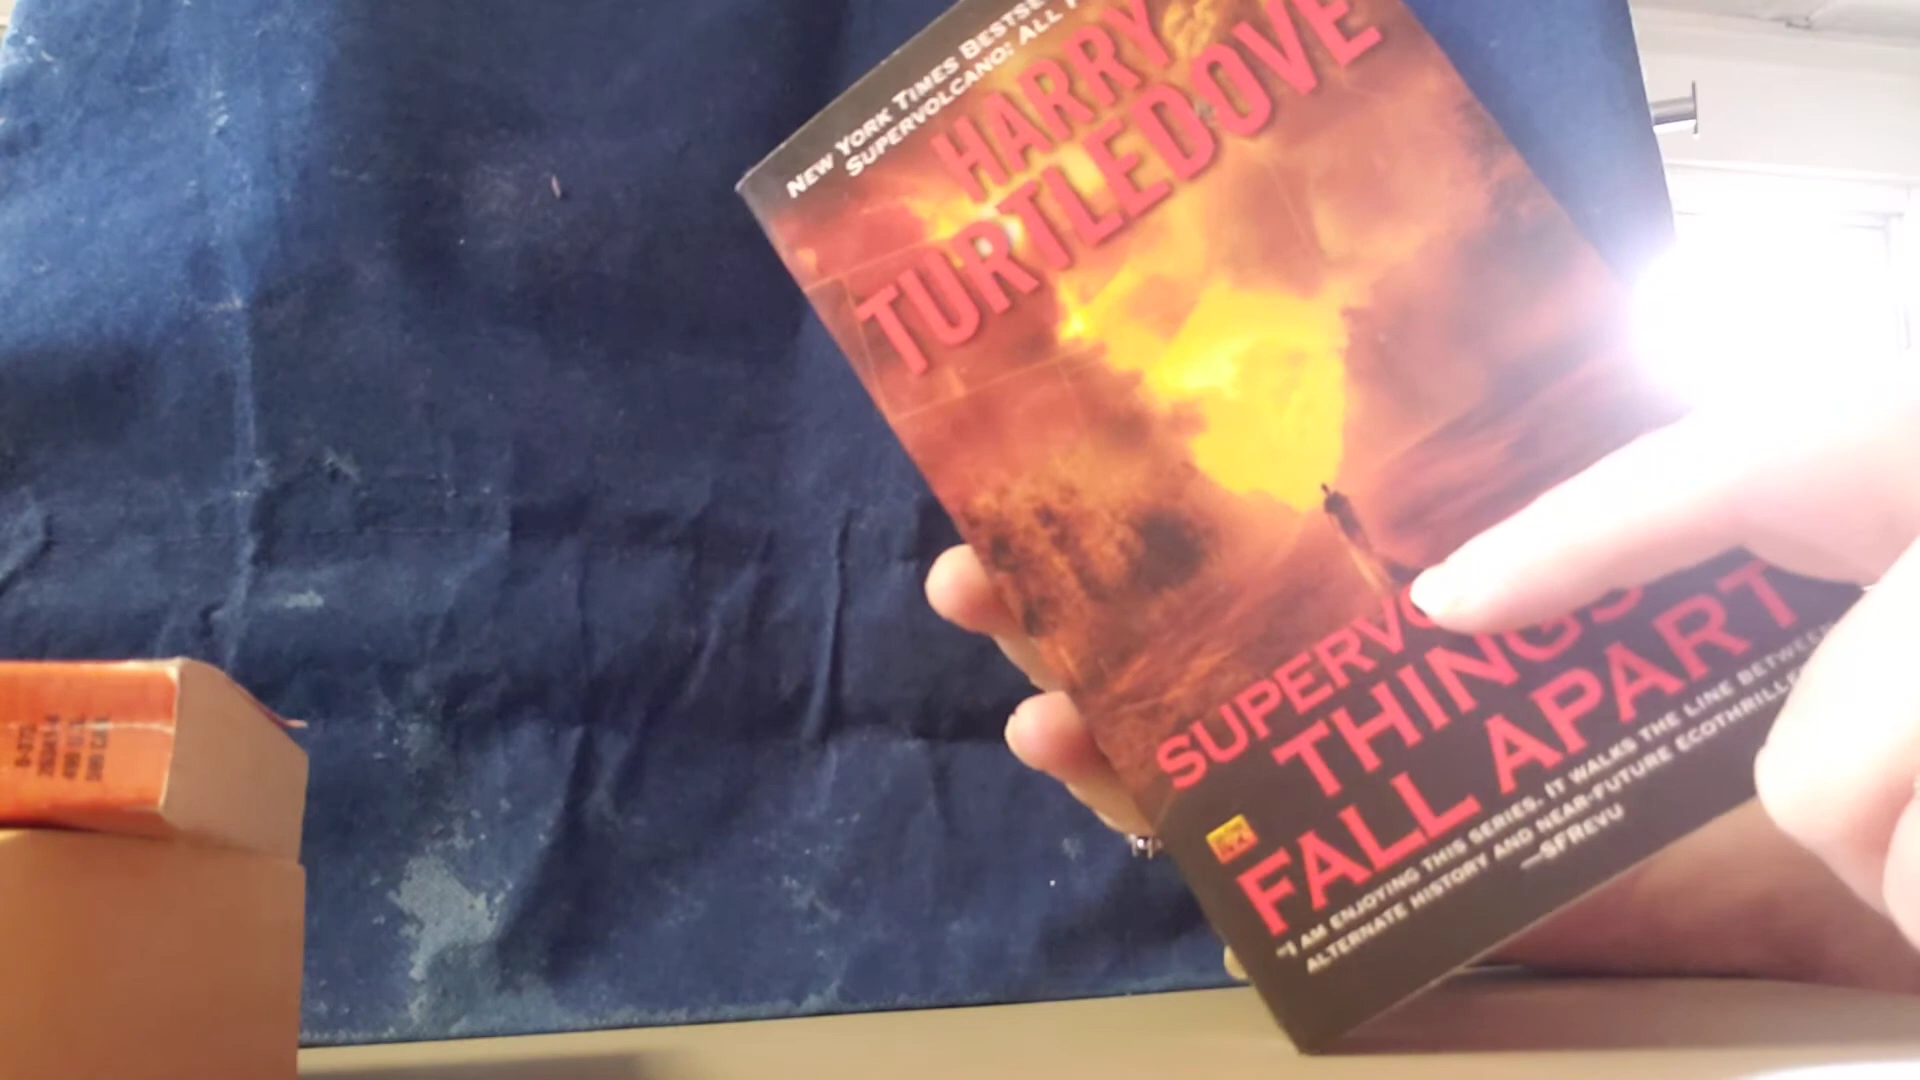 NEW YORK TIMES BESTSE
SUPERVOLCANO: ALL F
HARRY
TURTLEDOVE
SUPERVO
THINGS
FALL APART
"I AM ENJOYING THIS SERIES. IT WALKS THE LINE BETWEEN
ALTERNATE HISTORY AND NEAR-FUTURE ECOTHRILLE
—SFREVU